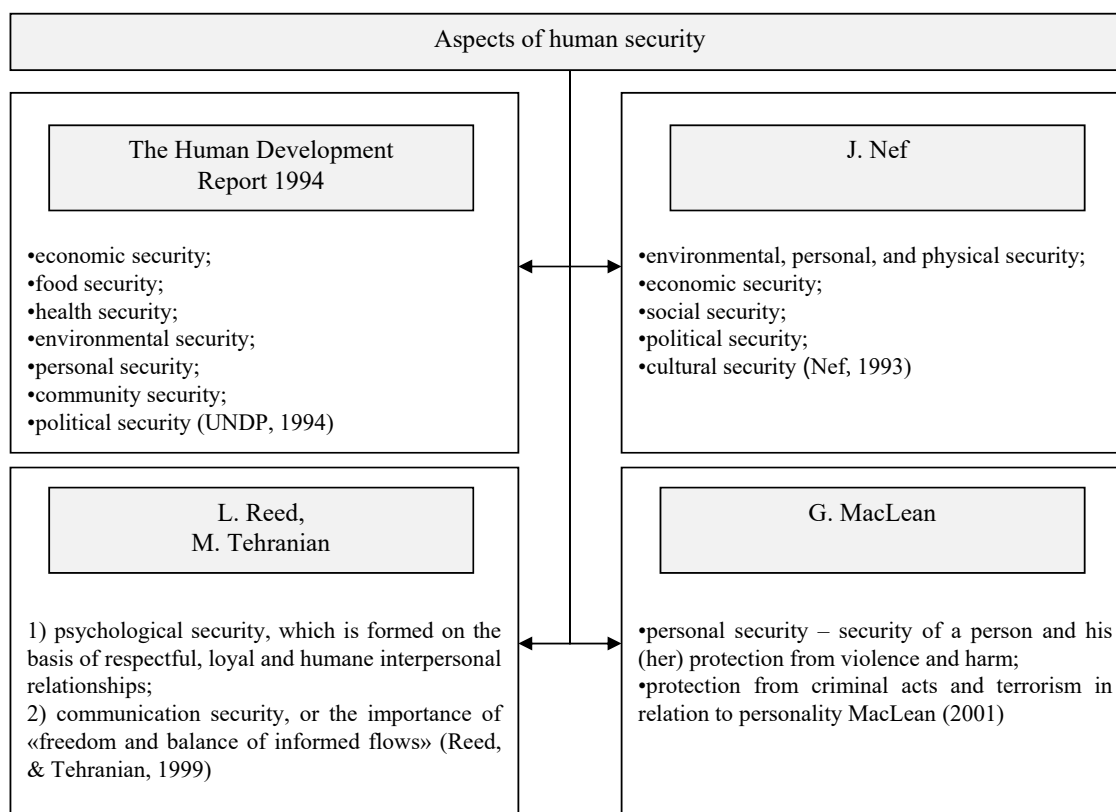 Aspects of human security
The Human Development
Report 1994
•economic security;
•food security;
•health security;
•environmental security;
•personal security;
•community security;
•political security (UNDP, 1994)
J. Nef
•environmental, personal, and physical security;
•economic security;
•social security;
•political security;
•cultural security (Nef, 1993)
L. Reed,
M. Tehranian
1) psychological security, which is formed on the
basis of respectful, loyal and humane interpersonal
relationships;
2) communication security, or the importance of
«freedom and balance of informed flows» (Reed,
& Tehranian, 1999)
G. MacLean
•personal security – security of a person and his
(her) protection from violence and harm;
•protection from criminal acts and terrorism in
relation to personality MacLean (2001)